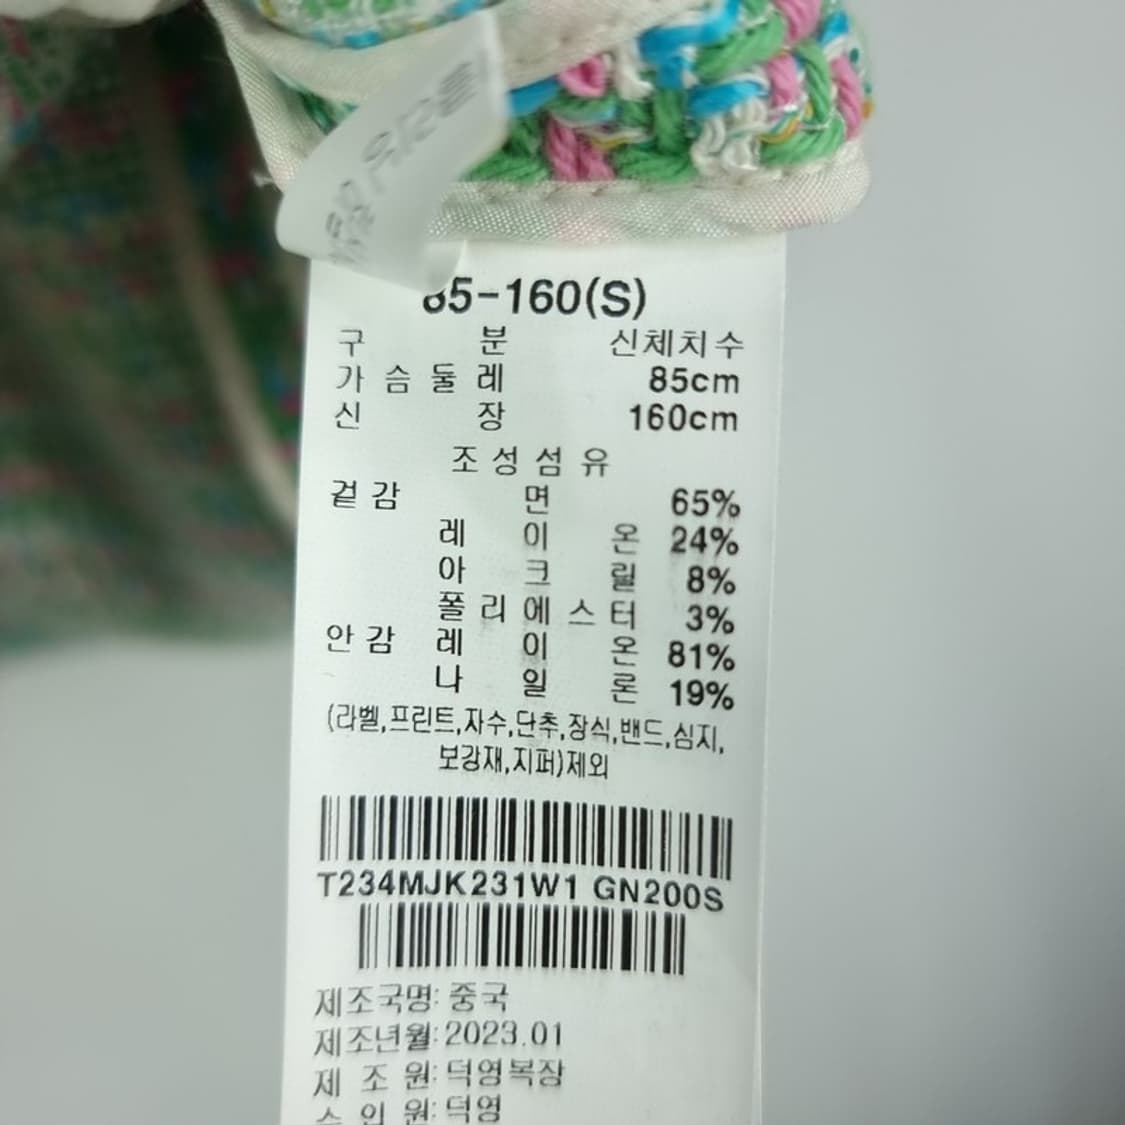 85-160(S)
구 분 신체치수
가슴둘레 85cm
신 장 160cm
조성섬유
겉감 면 65%
레이온 24%
아크릴 8%
폴리에스터 3%
안감 레이온 81%
나일론 19%
(라벨,프린트,자수,단추,장식,밴드,심지,
보강재,지퍼)제외
T234MJK231W1 GN200S
제조국명: 중국
제조년월: 2023.01
제 조 원: 덕영복장
덕영